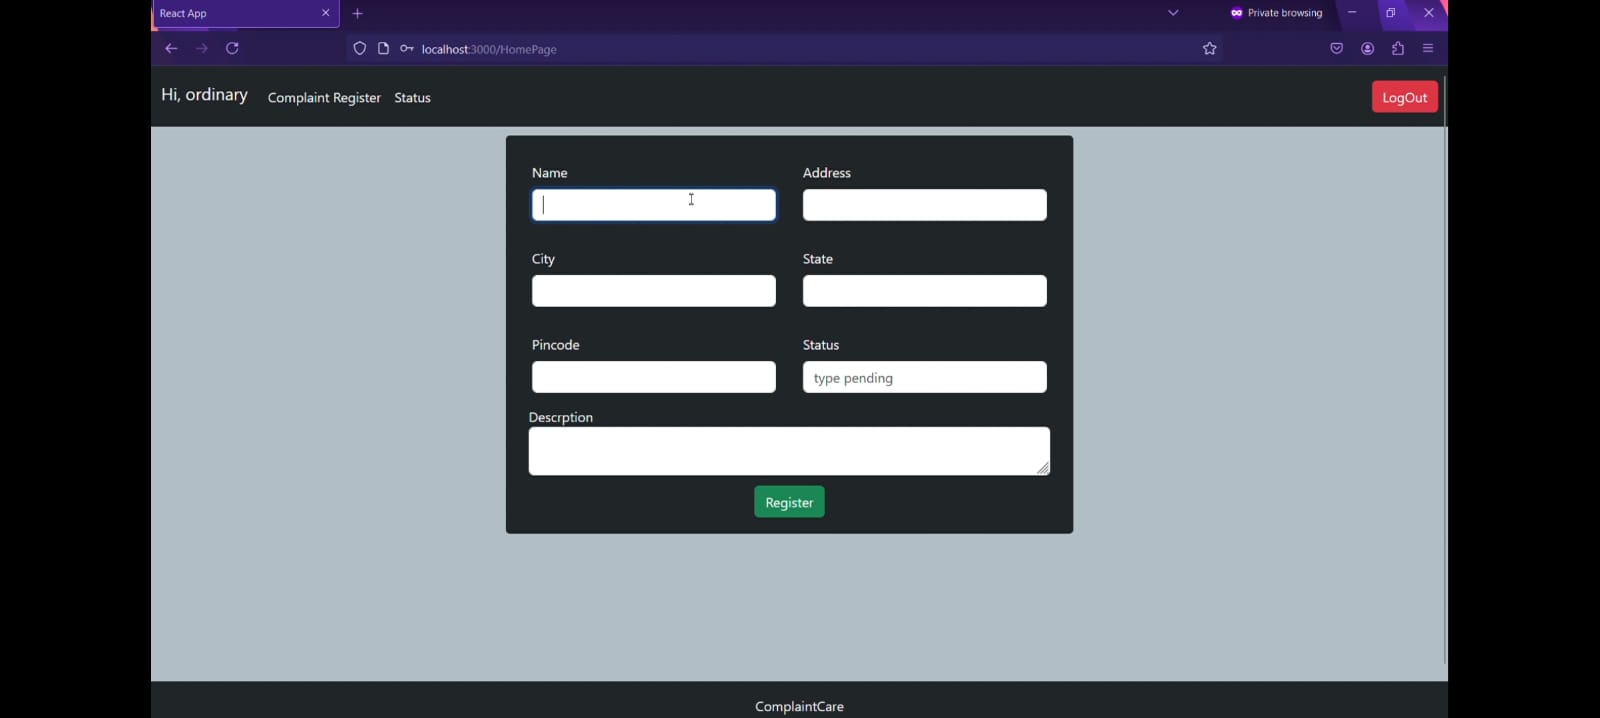 React App
Private browsing
localhost:3000/HomePage
Hi, ordinary Complaint Register Status LogOut
Name Address
City State
Pincode Status
type pending
Descrption
Register
ComplaintCare